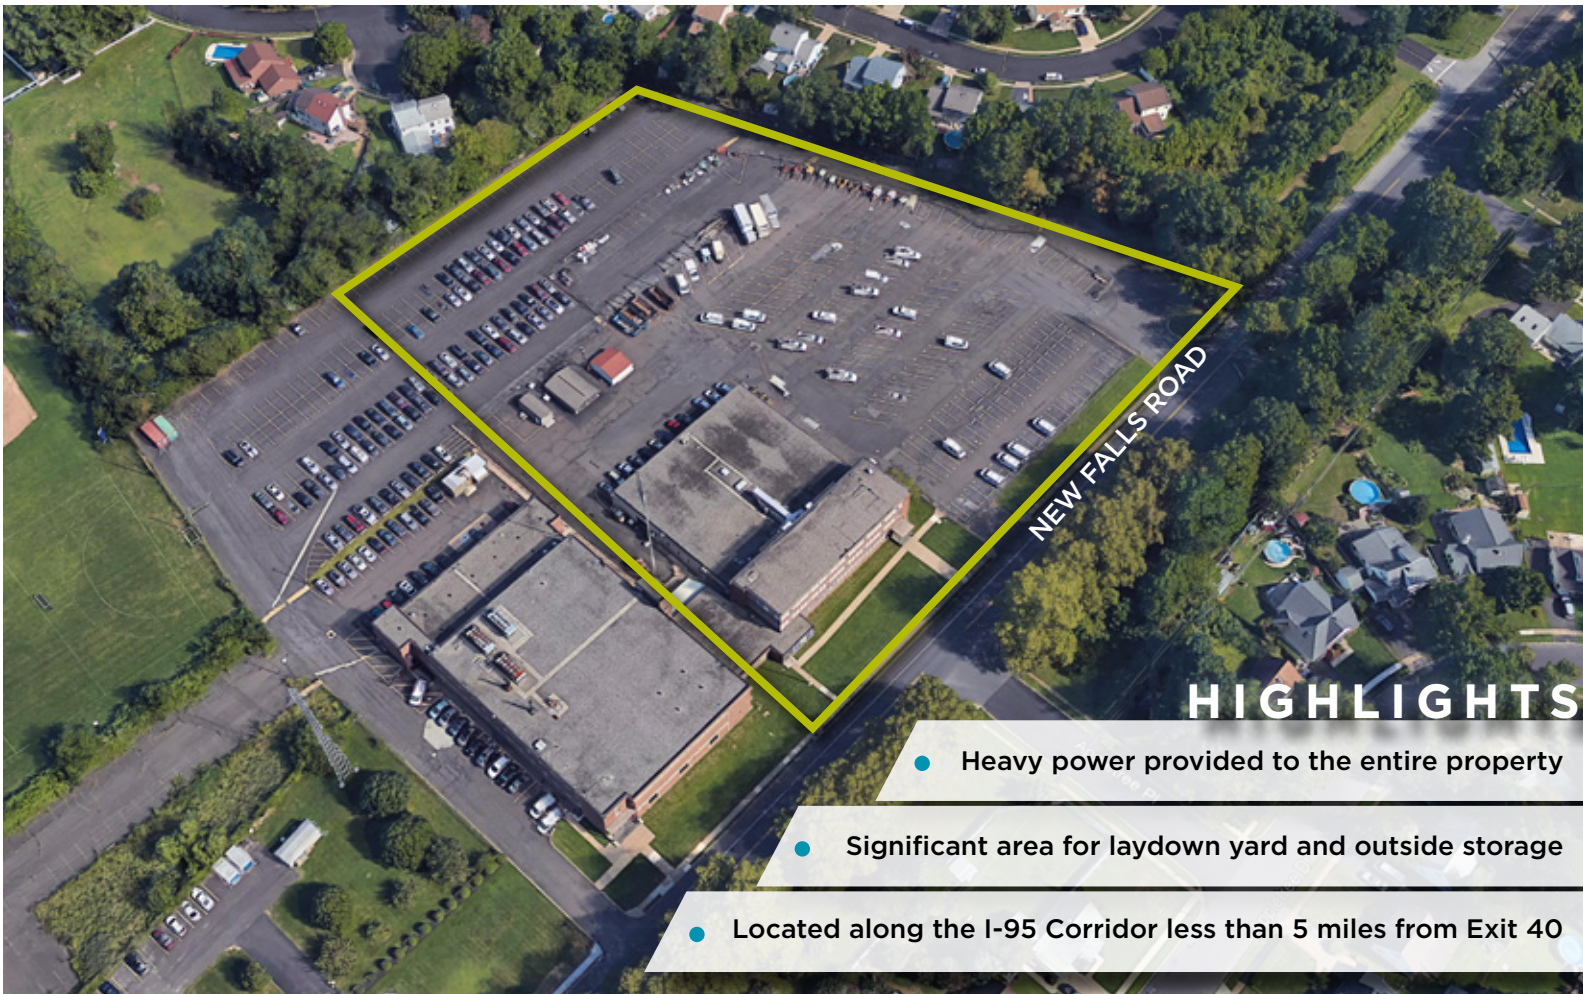 NEW FALLS ROAD
HIGHLIGHTS
Heavy power provided to the entire property
Significant area for laydown yard and outside storage
Located along the I-95 Corridor less than 5 miles from Exit 40